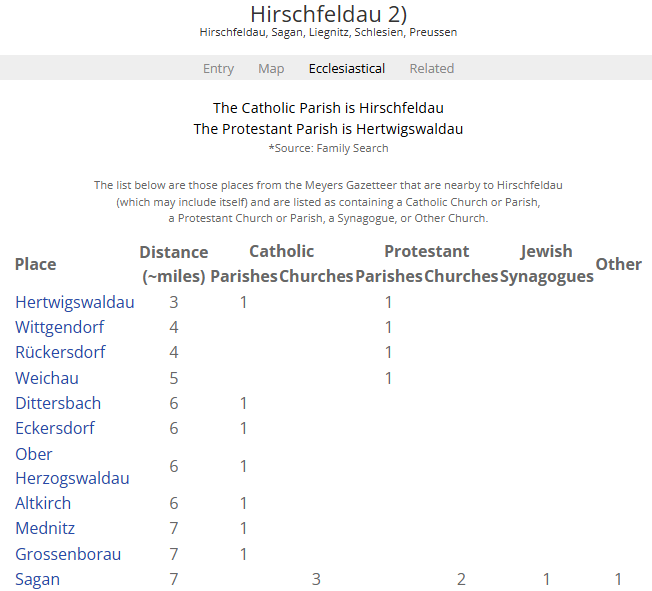 Hirschfeldau 2)
Hirschfeldau, Sagan, Liegnitz, Schlesien, Preussen
Entry Map Ecclesiastical Related
The Catholic Parish is Hirschfeldau
The Protestant Parish is Hertwigswaldau
*Source: Family Search
The list below are those places from the Meyers Gazetteer that are nearby to Hirschfeldau
(which may include itself) and are listed as containing a Catholic Church or Parish,
a Protestant Church or Parish, a Synagogue, or Other Church.
Place Distance (~miles) Catholic Parishes Churches Protestant Parishes Churches Jewish Synagogues Other
Hertwigswaldau 3 1 1
Wittgendorf 4 1
Rückersdorf 4 1
Weichau 5 1
Dittersbach 6 1
Eckersdorf 6 1
Ober
Herzogswaldau 6 1
Altkirch 6 1
Mednitz 7 1
Grossenborau 7 1
Sagan 7 3 2 1 1